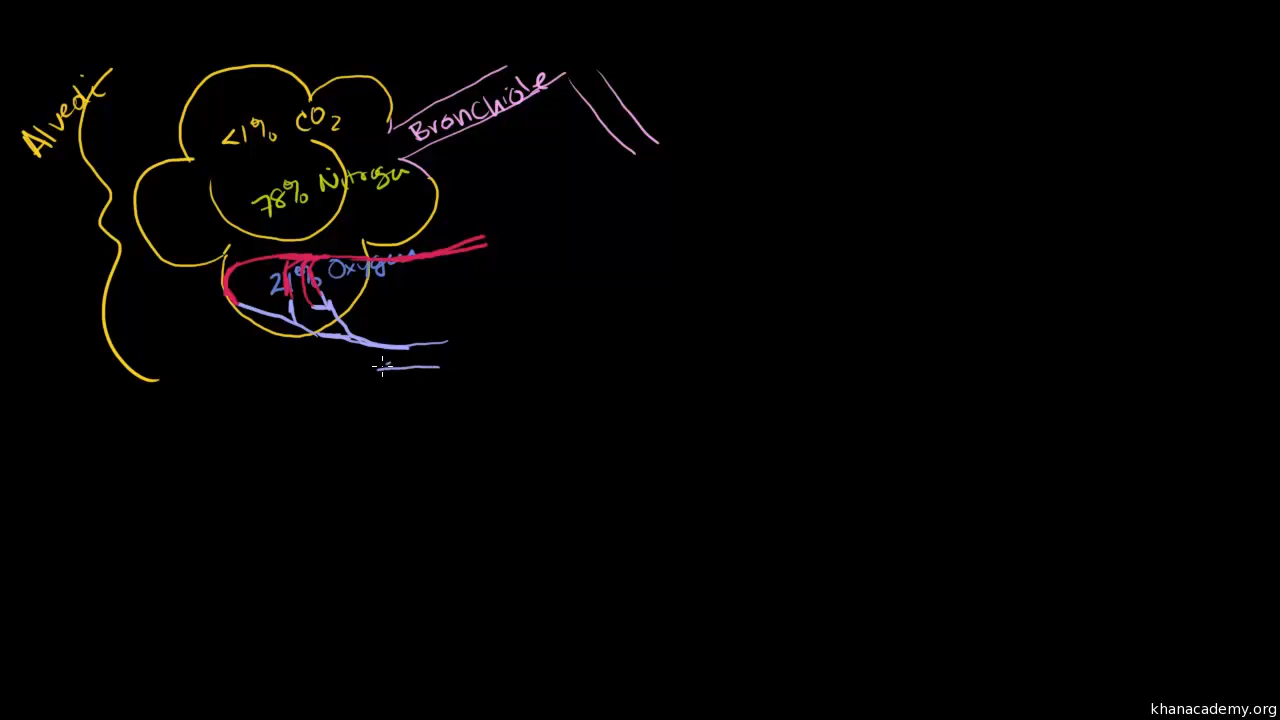 Alveoli
<1% CO2
Bronchiole
78% Nitrogen
21% Oxygen
khanacademy.org